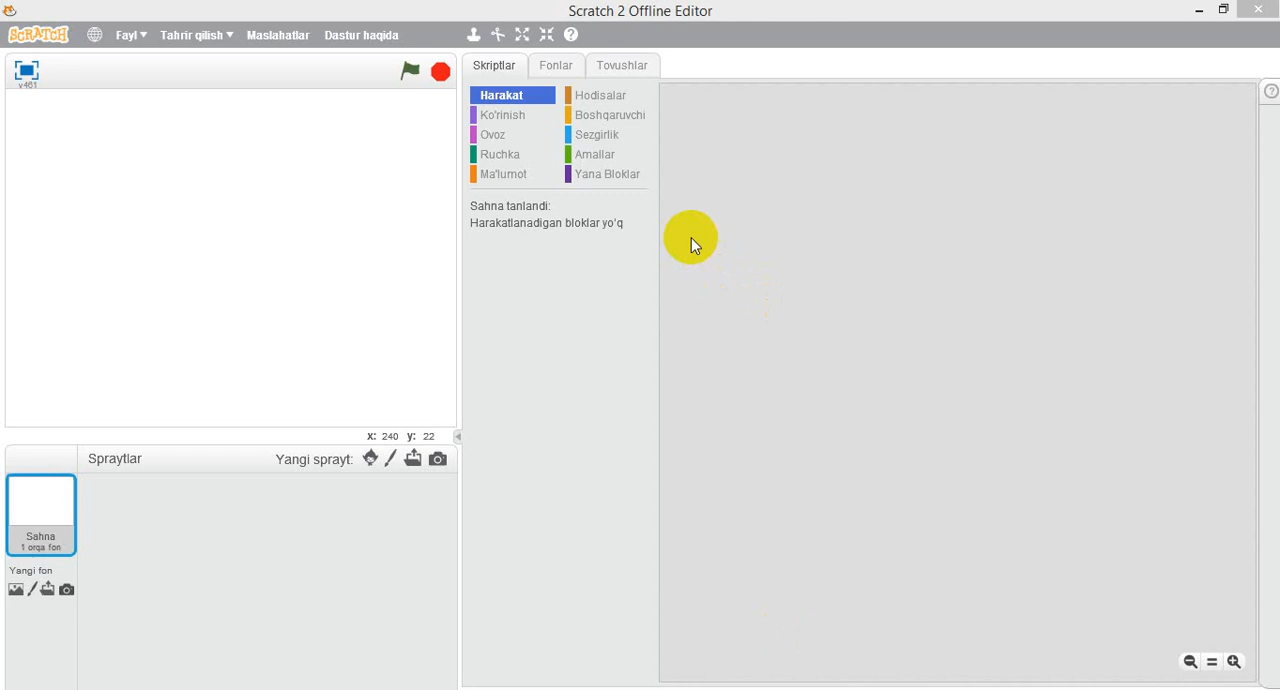 Scratch 2 Offline Editor
SCRATCH Fayl Tahrir qilish Maslahatlar Dastur haqida
v461
Skriptlar Fonlar Tovushlar
Harakat Hodisalar
Ko'rinish Boshqaruvchi
Ovoz Sezgirlik
Ruchka Amallar
Ma'lumot Yana Bloklar
Sahna tanlandi:
Harakatlanadigan bloklar yo'q
x: 240 y: 22
Spraytlar Yangi sprayt:
Sahna
1 orqa fon
Yangi fon